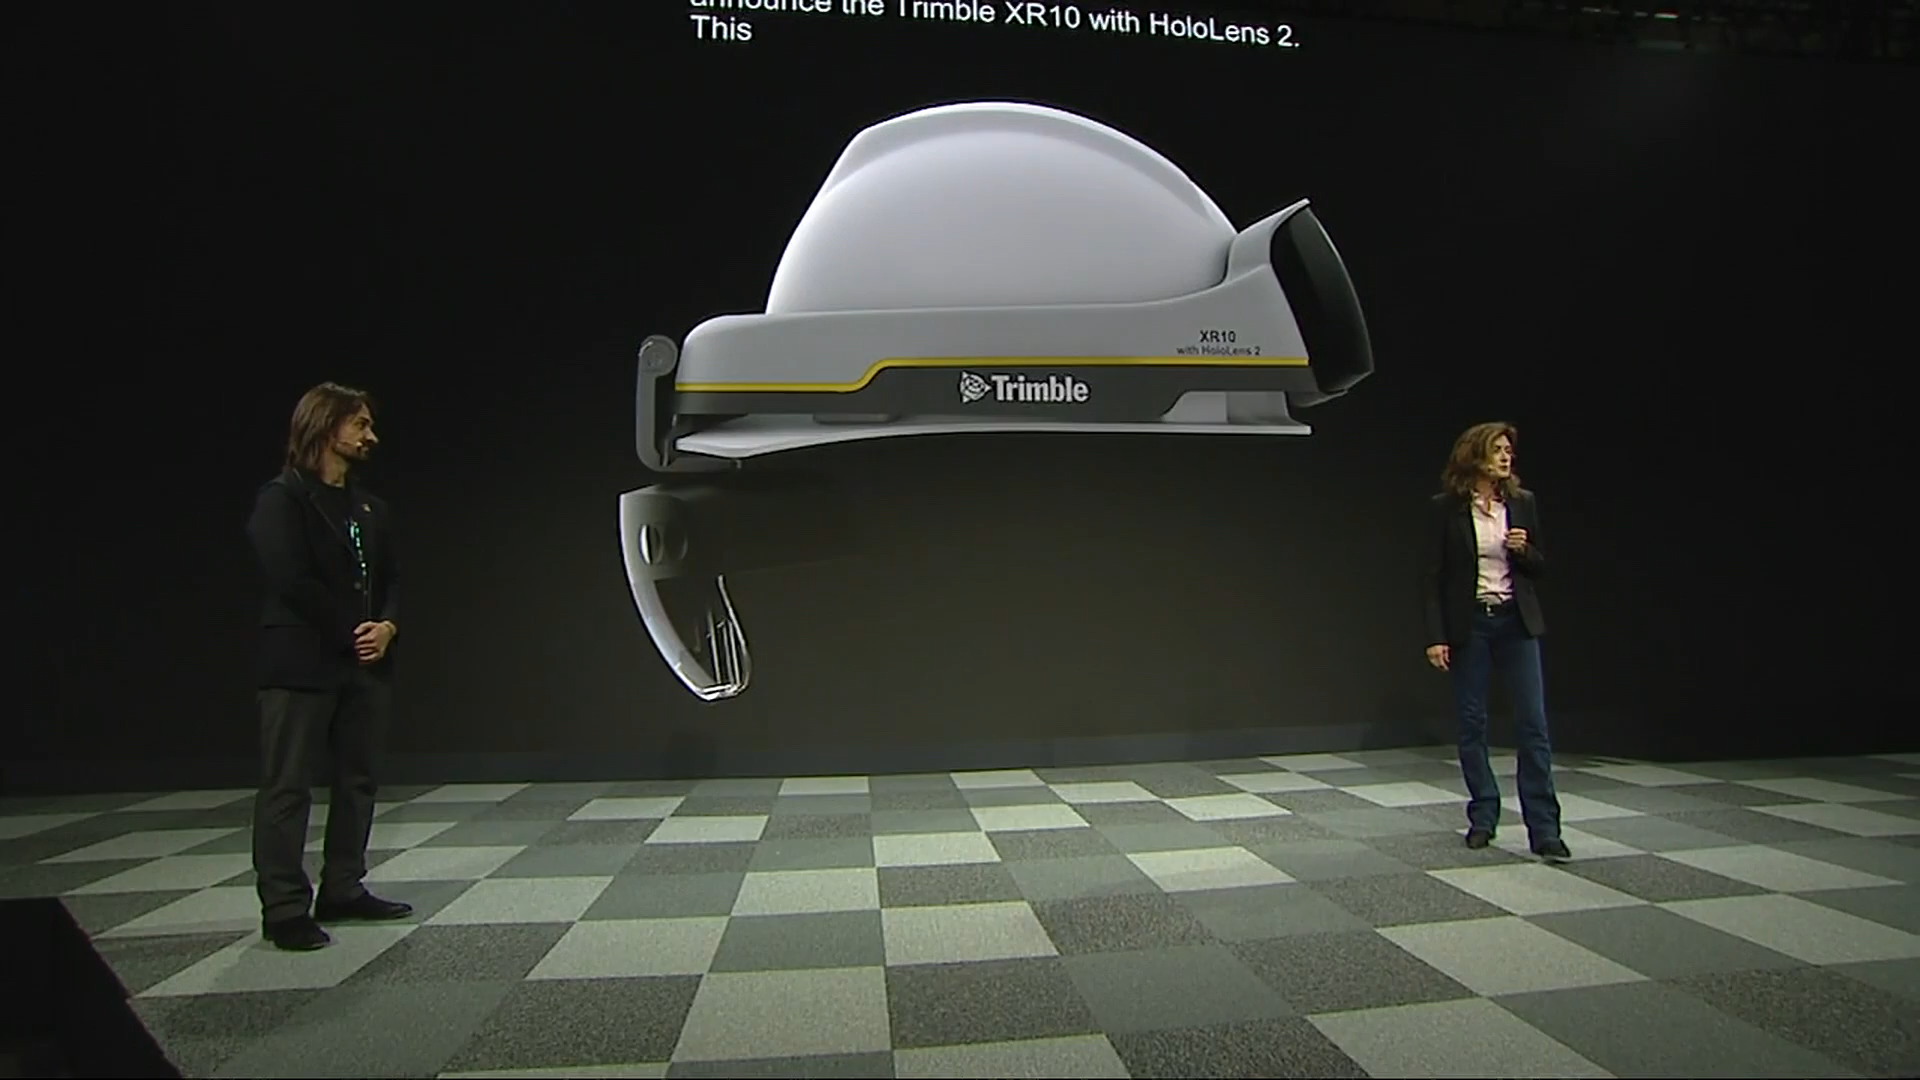 announce the Trimble XR10 with HoloLens 2.
This
XR10
with HoloLens 2
Trimble